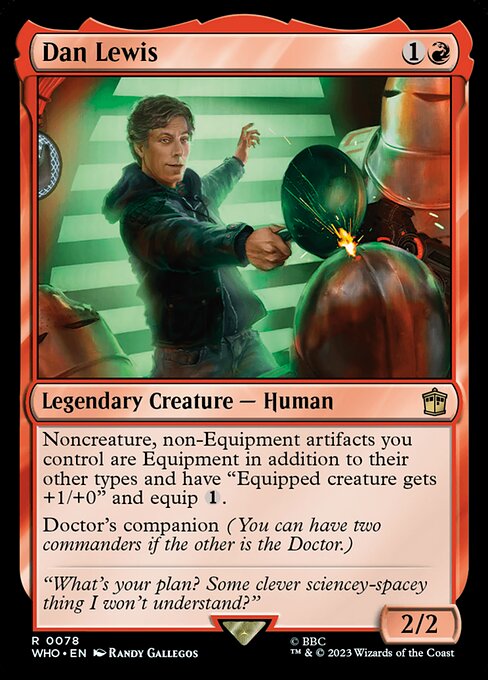 Dan Lewis 1
Legendary Creature — Human
Noncreature, non-Equipment artifacts you
control are Equipment in addition to their
other types and have “Equipped creature gets
+1/+0” and equip 1.
Doctor’s companion (You can have two
commanders if the other is the Doctor.)
“What’s your plan? Some clever sciencey-spacey
thing I won’t understand?”
2/2
R 0078
WHO • EN Randy Gallegos
© BBC
™ & © 2023 Wizards of the Coast